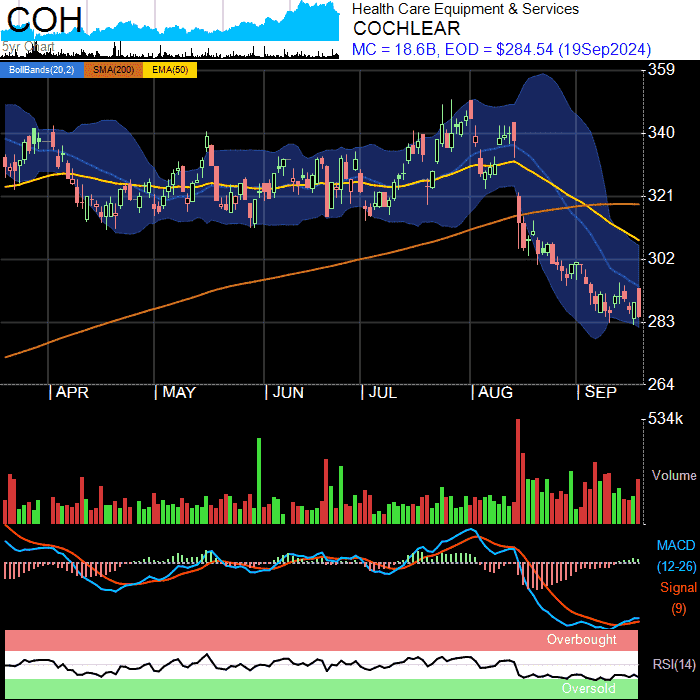 COH
5yr Chart
Health Care Equipment & Services
COCHLEAR
MC = 18.6B, EOD = $284.54 (19Sep2024)
BollBands(20,2) SMA(200) EMA(50)
359
340
321
302
283
264
APR MAY JUN JUL AUG SEP
534k
Volume
MACD
(12-26)
Signal
(9)
Overbought
RSI(14)
Oversold